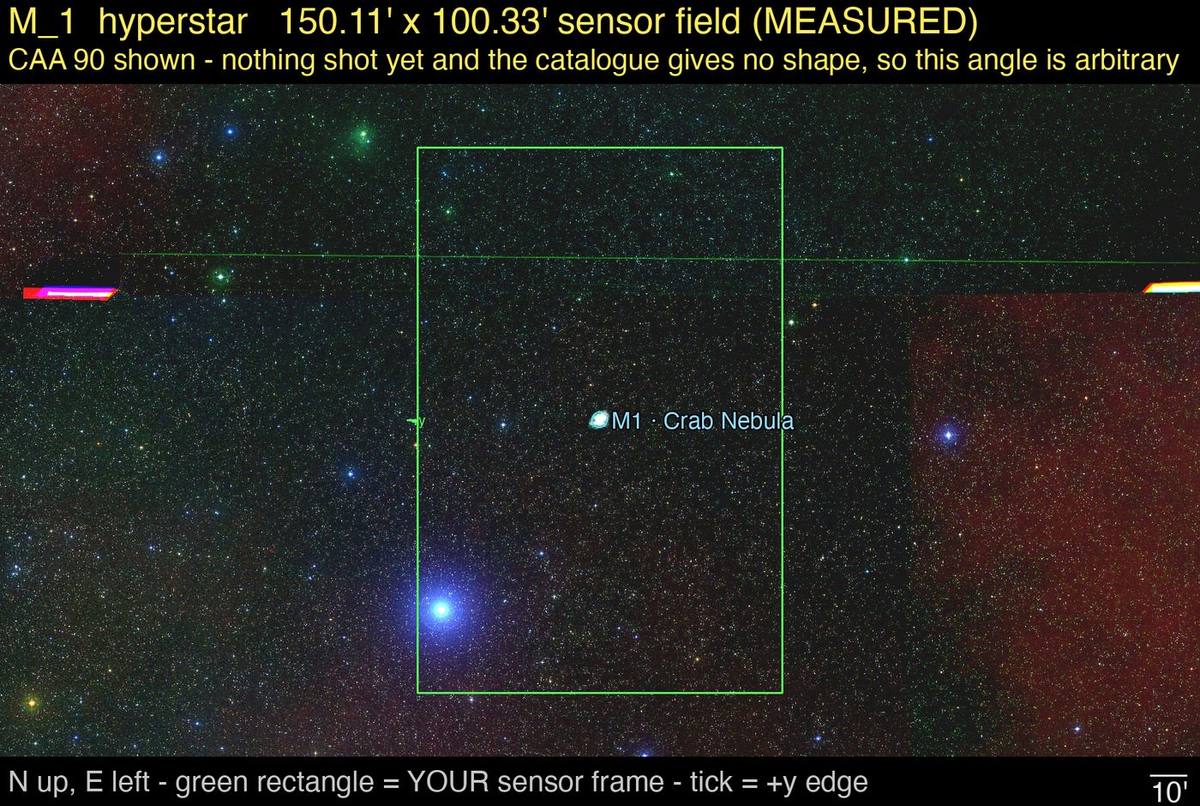 M_1 hyperstar 150.11' x 100.33' sensor field (MEASURED)
CAA 90 shown - nothing shot yet and the catalogue gives no shape, so this angle is arbitrary
+y
M1 · Crab Nebula
N up, E left - green rectangle = YOUR sensor frame - tick = +y edge
10'